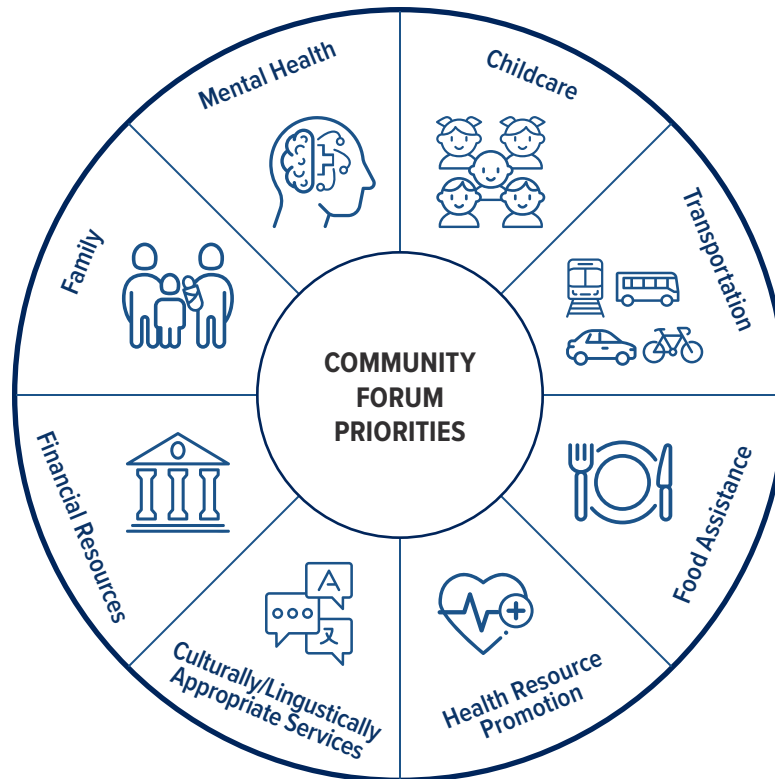 Mental Health
Childcare
Transportation
Food Assistance
Health Resource
Promotion
Culturally/Lingustically
Appropriate Services
Financial Resources
Family
COMMUNITY
FORUM
PRIORITIES
A
文